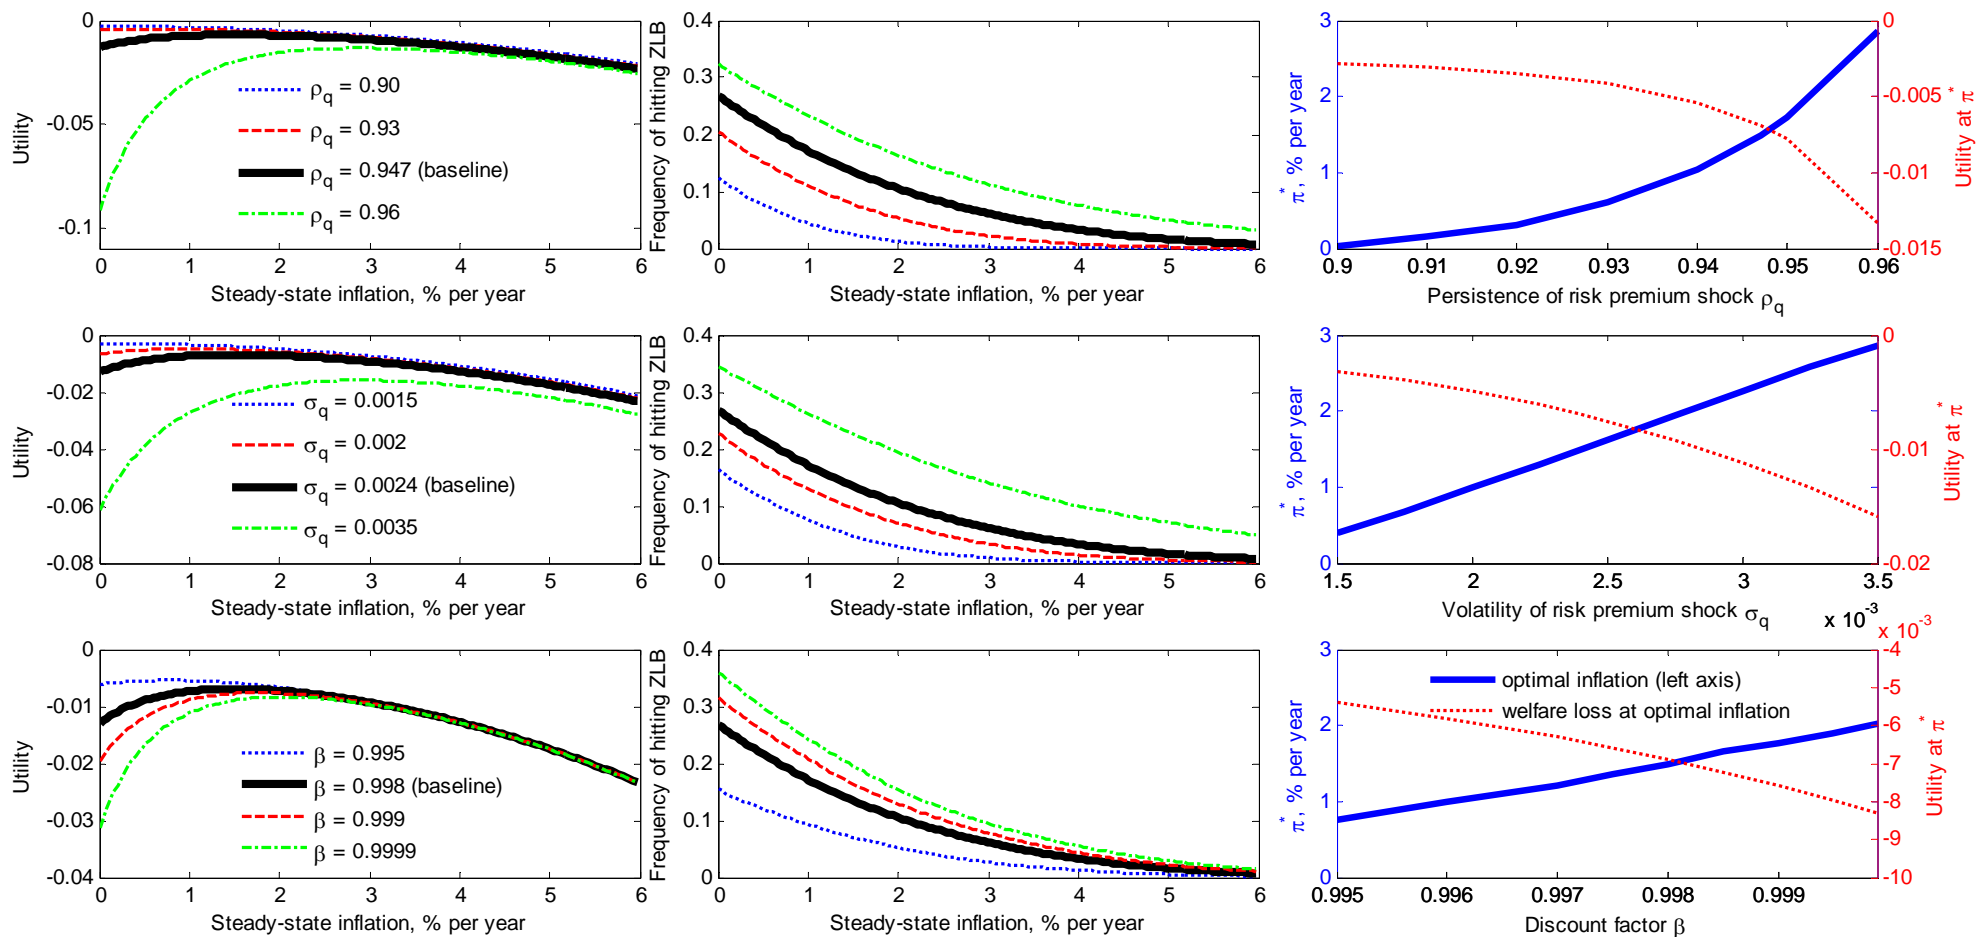 0
-0.05
-0.1
Utility
ρq = 0.90
ρq = 0.93
ρq = 0.947 (baseline)
ρq = 0.96
0 1 2 3 4 5 6
Steady-state inflation, % per year
0.4
0.3
0.2
0.1
0
Frequency of hitting ZLB
0 1 2 3 4 5 6
Steady-state inflation, % per year
3
2
1
0
π*, % per year
0
-0.005
-0.01
-0.015
Utility at π*
0.9 0.91 0.92 0.93 0.94 0.95 0.96
Persistence of risk premium shock ρq
0
-0.02
-0.04
-0.06
-0.08
Utility
σq = 0.0015
σq = 0.002
σq = 0.0024 (baseline)
σq = 0.0035
0 1 2 3 4 5 6
Steady-state inflation, % per year
0.4
0.3
0.2
0.1
0
Frequency of hitting ZLB
0 1 2 3 4 5 6
Steady-state inflation, % per year
3
2
1
0
π*, % per year
0
-0.01
-0.02
Utility at π*
1.5 2 2.5 3 3.5
Volatility of risk premium shock σq
x 10-3
0
-0.01
-0.02
-0.03
-0.04
Utility
β = 0.995
β = 0.998 (baseline)
β = 0.999
β = 0.9999
0 1 2 3 4 5 6
Steady-state inflation, % per year
0.4
0.3
0.2
0.1
0
Frequency of hitting ZLB
0 1 2 3 4 5 6
Steady-state inflation, % per year
3
2
1
0
π*, % per year
optimal inflation (left axis)
welfare loss at optimal inflation
x 10-3
-4
-5
-6
-7
-8
-9
-10
Utility at π*
0.995 0.996 0.997 0.998 0.999
Discount factor β